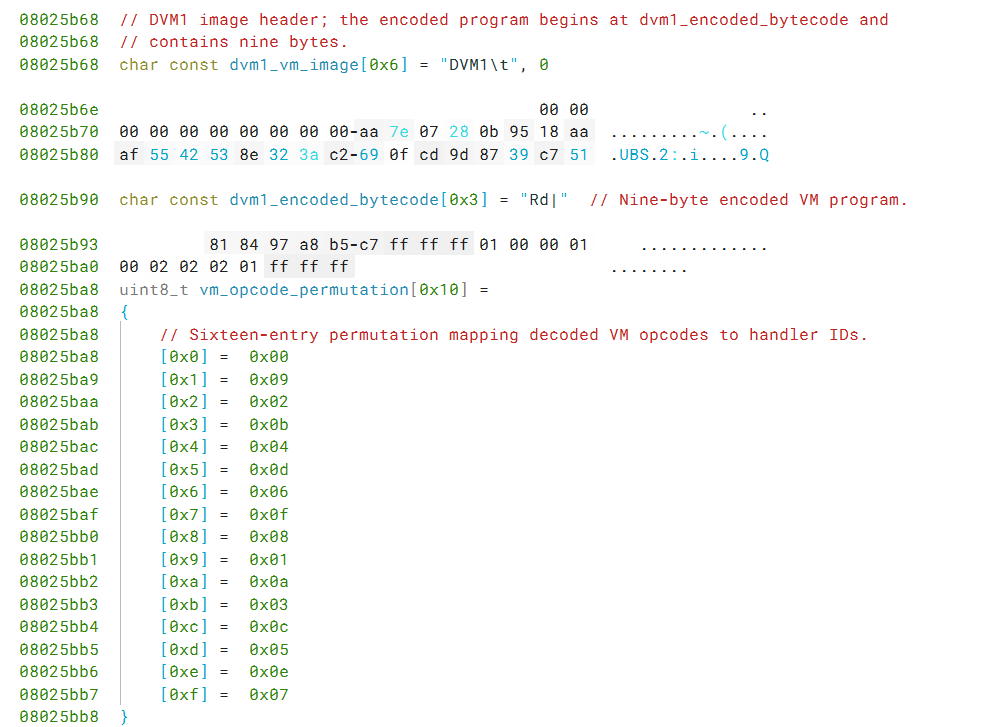 08025b68 // DVM1 image header; the encoded program begins at dvm1_encoded_bytecode and
08025b68 // contains nine bytes.
08025b68 char const dvm1_vm_image[0x6] = "DVM1\t", 0
08025b6e 00 00 ..
08025b70 00 00 00 00 00 00 00 00-aa 7e 07 28 0b 95 18 aa .........~.(....
08025b80 af 55 42 53 8e 32 3a c2-69 0f cd 9d 87 39 c7 51 .UBS.2:.i....9.Q
08025b90 char const dvm1_encoded_bytecode[0x3] = "Rd|" // Nine-byte encoded VM program.
08025b93 81 84 97 a8 b5-c7 ff ff ff 01 00 00 01 .............
08025ba0 00 02 02 02 01 ff ff ff ........
08025ba8 uint8_t vm_opcode_permutation[0x10] =
08025ba8 {
08025ba8 // Sixteen-entry permutation mapping decoded VM opcodes to handler IDs.
08025ba8 [0x0] = 0x00
08025ba9 [0x1] = 0x09
08025baa [0x2] = 0x02
08025bab [0x3] = 0x0b
08025bac [0x4] = 0x04
08025bad [0x5] = 0x0d
08025bae [0x6] = 0x06
08025baf [0x7] = 0x0f
08025bb0 [0x8] = 0x08
08025bb1 [0x9] = 0x01
08025bb2 [0xa] = 0x0a
08025bb3 [0xb] = 0x03
08025bb4 [0xc] = 0x0c
08025bb5 [0xd] = 0x05
08025bb6 [0xe] = 0x0e
08025bb7 [0xf] = 0x07
08025bb8 }